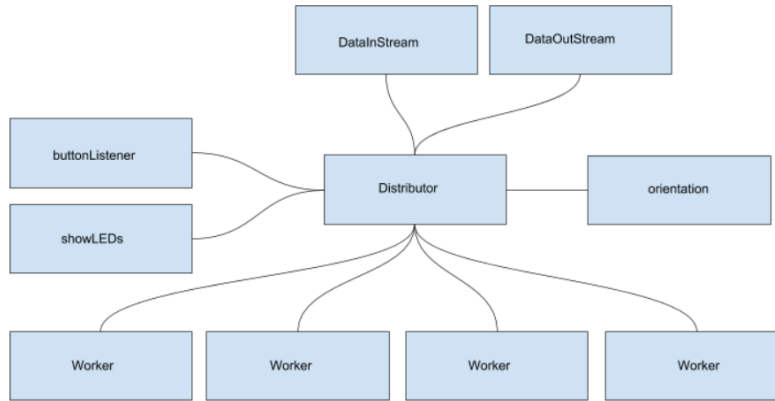 DataInStream
DataOutStream
buttonListener
Distributor
orientation
showLEDs
Worker
Worker
Worker
Worker